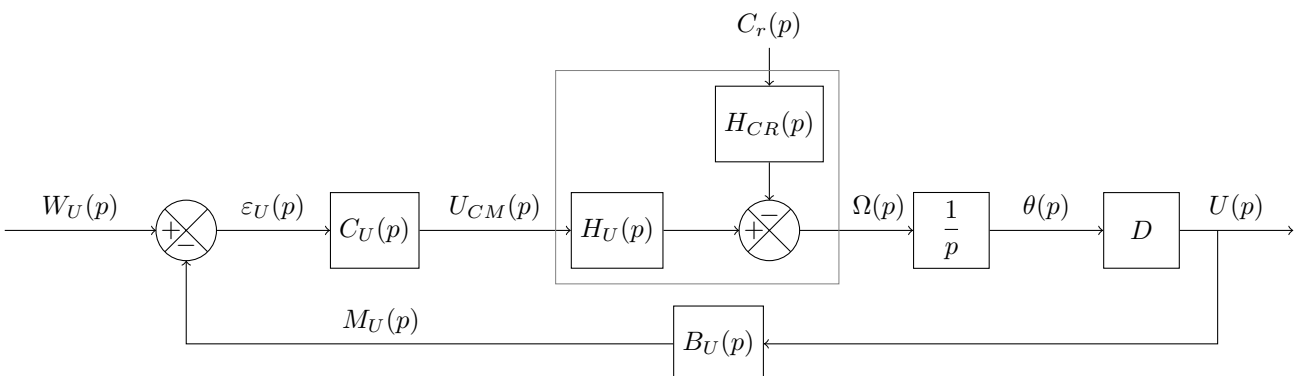 C_r(p)
H_{CR}(p)
W_U(p)
+
−
ε_U(p)
C_U(p)
U_{CM}(p)
H_U(p)
+
−
Ω(p)
1/p
θ(p)
D
U(p)
M_U(p)
B_U(p)